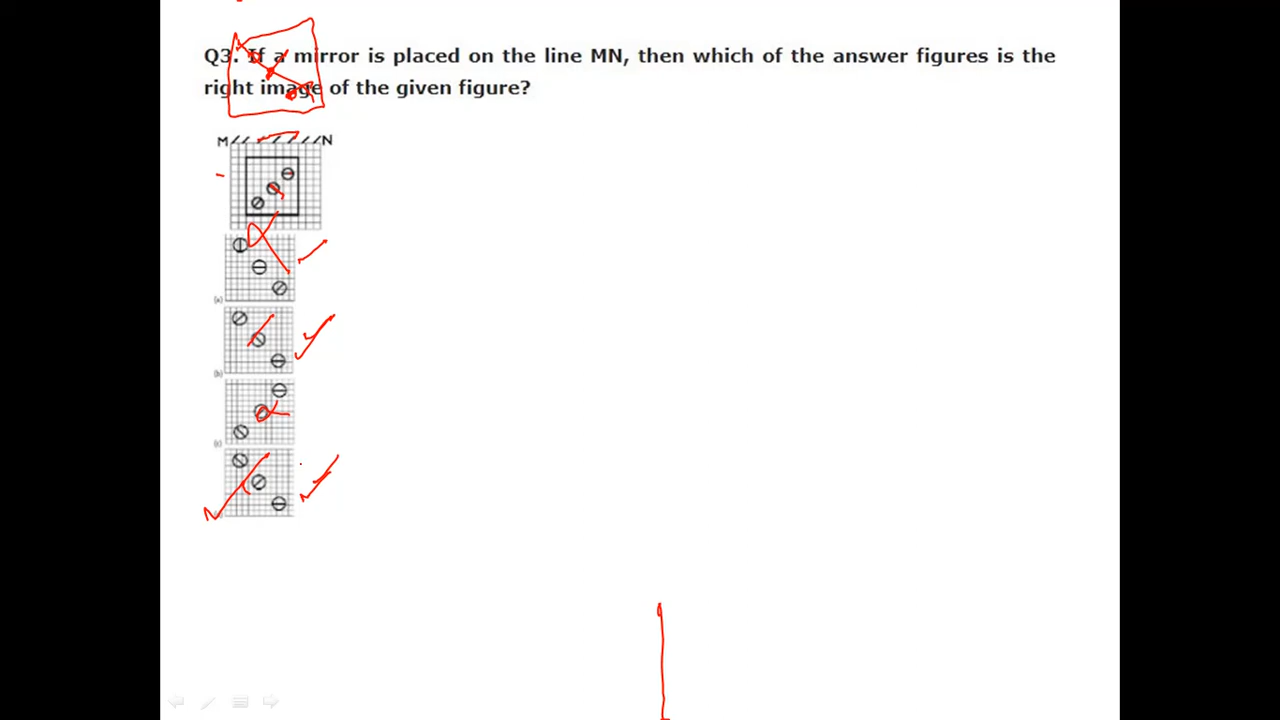 Q3. If a mirror is placed on the line MN, then which of the answer figures is the
right image of the given figure?
M N
(a)
(b)
(c)